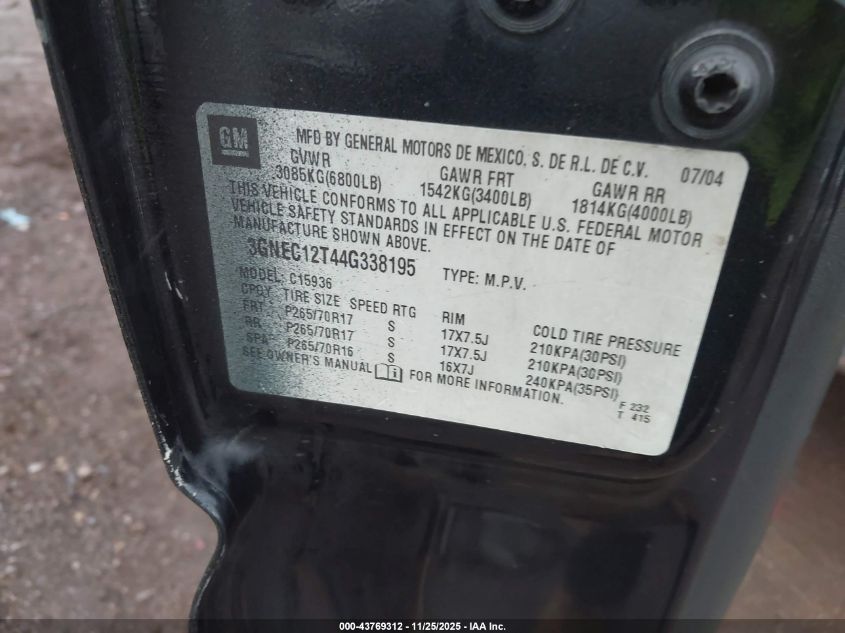 GM
MFD BY GENERAL MOTORS DE MEXICO, S. DE R.L. DE C.V. 07/04
GVWR GAWR FRT GAWR RR
3085KG(6800LB) 1542KG(3400LB) 1814KG(4000LB)
THIS VEHICLE CONFORMS TO ALL APPLICABLE U.S. FEDERAL MOTOR
VEHICLE SAFETY STANDARDS IN EFFECT ON THE DATE OF
MANUFACTURE SHOWN ABOVE.
3GNEC12T44G338195 TYPE: M.P.V.
MODEL: C15936
CPDY TIRE SIZE SPEED RTG RIM COLD TIRE PRESSURE
FRT P265/70R17 S 17X7.5J 210KPA(30PSI)
RR P265/70R17 S 17X7.5J 210KPA(30PSI)
SPA P265/70R16 S 16X7J 240KPA(35PSI)
SEE OWNER'S MANUAL FOR MORE INFORMATION.
F 232
T 415
000-43769312 - 11/25/2025 - IAA Inc.